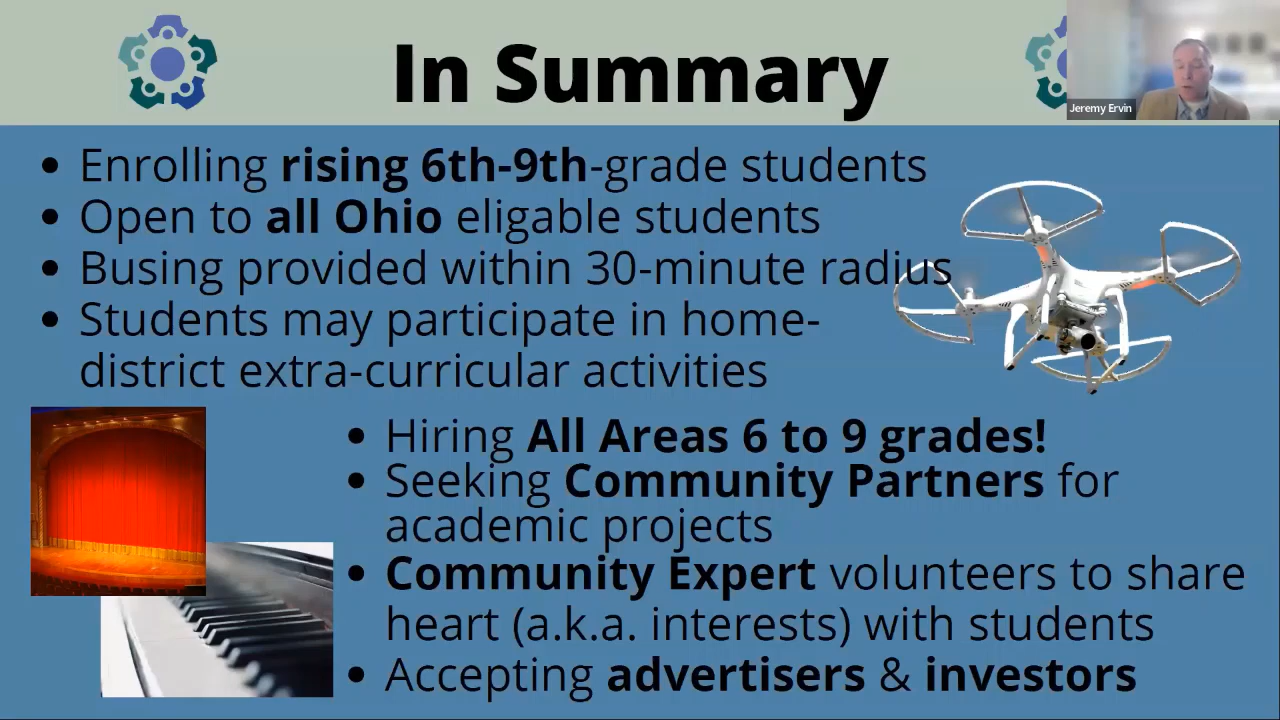 In Summary
Jeremy Ervin
• Enrolling rising 6th-9th-grade students
• Open to all Ohio eligable students
• Busing provided within 30-minute radius
• Students may participate in home-
district extra-curricular activities
• Hiring All Areas 6 to 9 grades!
• Seeking Community Partners for
academic projects
• Community Expert volunteers to share
heart (a.k.a. interests) with students
• Accepting advertisers & investors